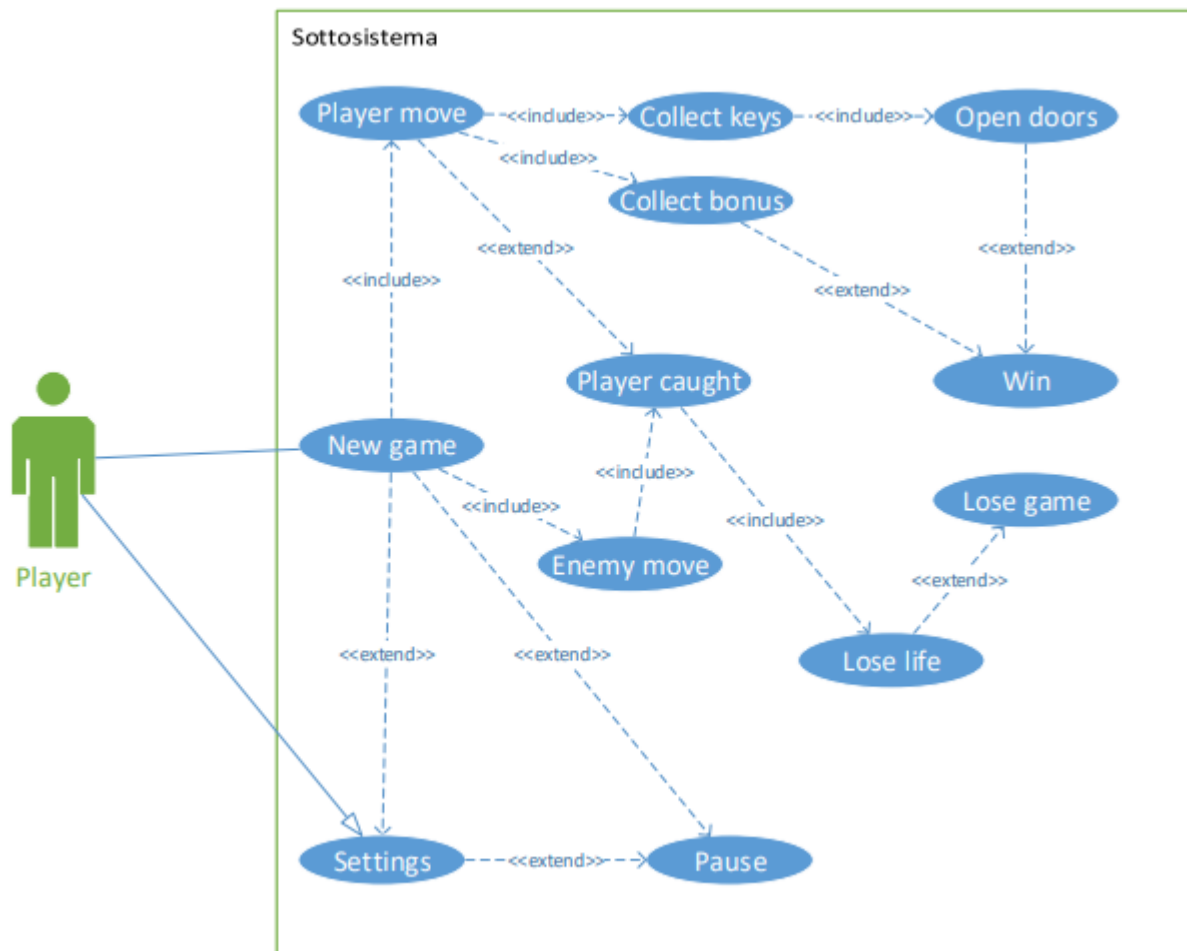 Sottosistema
Player move
<<include>>
Collect keys
<<include>>
Open doors
<<include>>
Collect bonus
<<extend>>
<<extend>>
<<include>>
<<extend>>
Player caught
Win
New game
<<include>>
<<include>>
Lose game
<<include>>
Enemy move
Player
<<extend>>
<<extend>>
<<extend>>
Lose life
Settings
<<extend>>
Pause